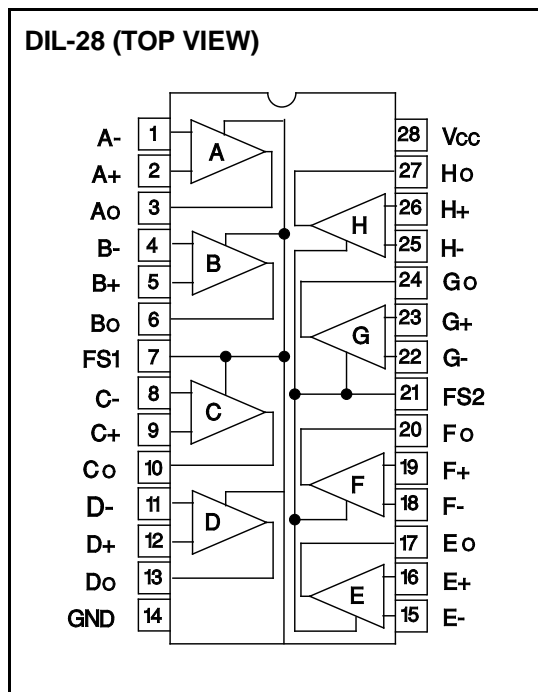 DIL-28 (TOP VIEW)
A- 1
A+ 2
Ao 3
B- 4
B+ 5
Bo 6
FS1 7
C- 8
C+ 9
Co 10
D- 11
D+ 12
Do 13
GND 14
A
B
C
D
H
G
F
E
28 Vcc
27 Ho
26 H+
25 H-
24 Go
23 G+
22 G-
21 FS2
20 Fo
19 F+
18 F-
17 Eo
16 E+
15 E-